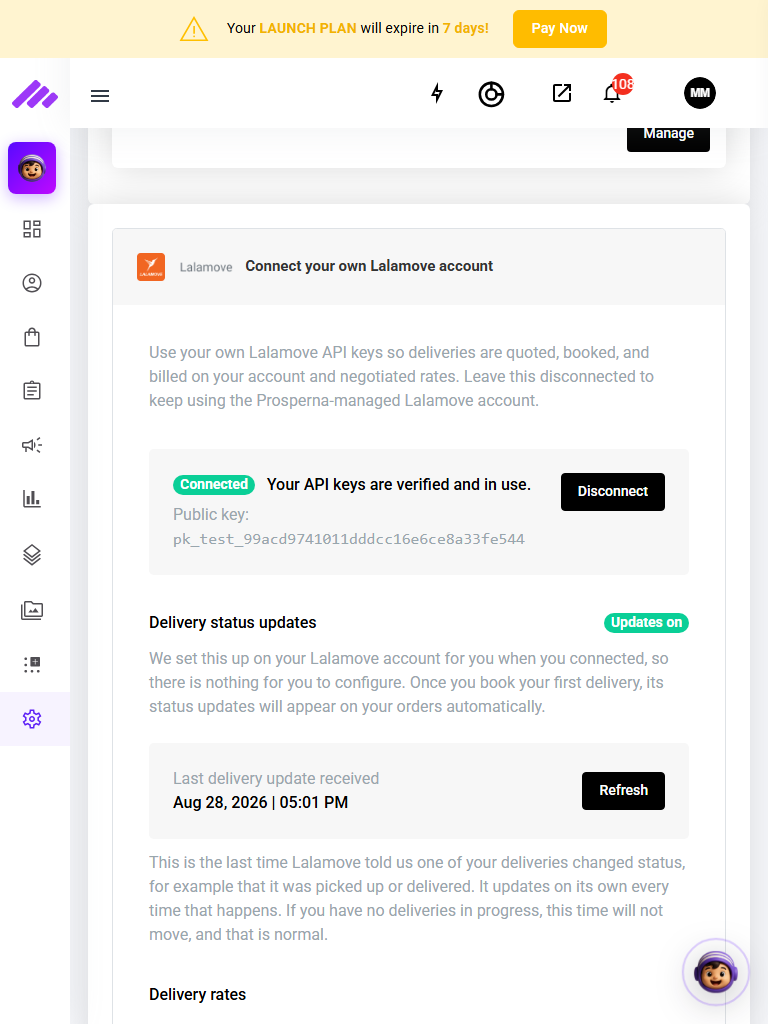 Your LAUNCH PLAN will expire in 7 days!
Pay Now
108
MM
Manage
LALAMOVE
Lalamove
Connect your own Lalamove account
Use your own Lalamove API keys so deliveries are quoted, booked, and
billed on your account and negotiated rates. Leave this disconnected to
keep using the Prosperna-managed Lalamove account.
Connected
Your API keys are verified and in use.
Disconnect
Public key:
pk_test_99acd9741011dddcc16e6ce8a33fe544
Delivery status updates
Updates on
We set this up on your Lalamove account for you when you connected, so
there is nothing for you to configure. Once you book your first delivery, its
status updates will appear on your orders automatically.
Last delivery update received
Aug 28, 2026 | 05:01 PM
Refresh
This is the last time Lalamove told us one of your deliveries changed status,
for example that it was picked up or delivered. It updates on its own every
time that happens. If you have no deliveries in progress, this time will not
move, and that is normal.
Delivery rates